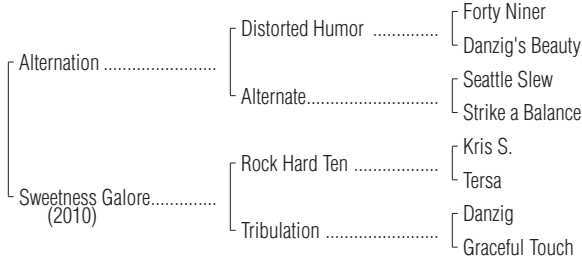 Forty Niner
Distorted Humor ..............
Danzig's Beauty
Alternation ........................
Seattle Slew
Alternate............................
Strike a Balance
Kris S.
Rock Hard Ten ..................
Tersa
Sweetness Galore..............
(2010)
Danzig
Tribulation ........................
Graceful Touch